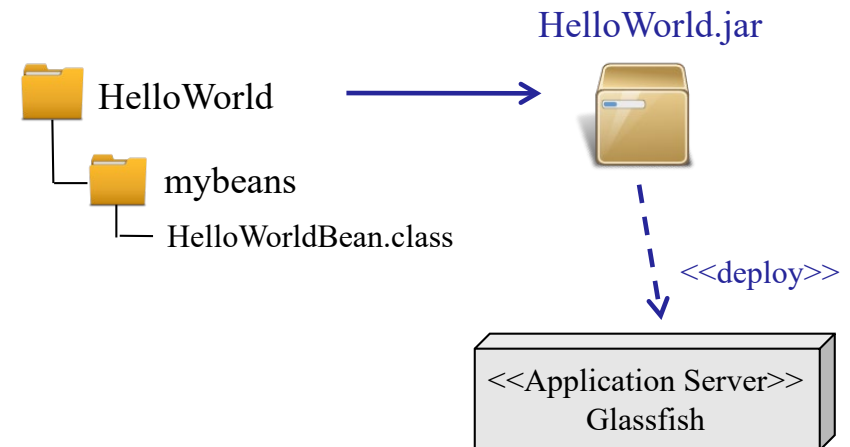 HelloWorld.jar
HelloWorld
mybeans
HelloWorldBean.class
<<deploy>>
<<Application Server>>
Glassfish